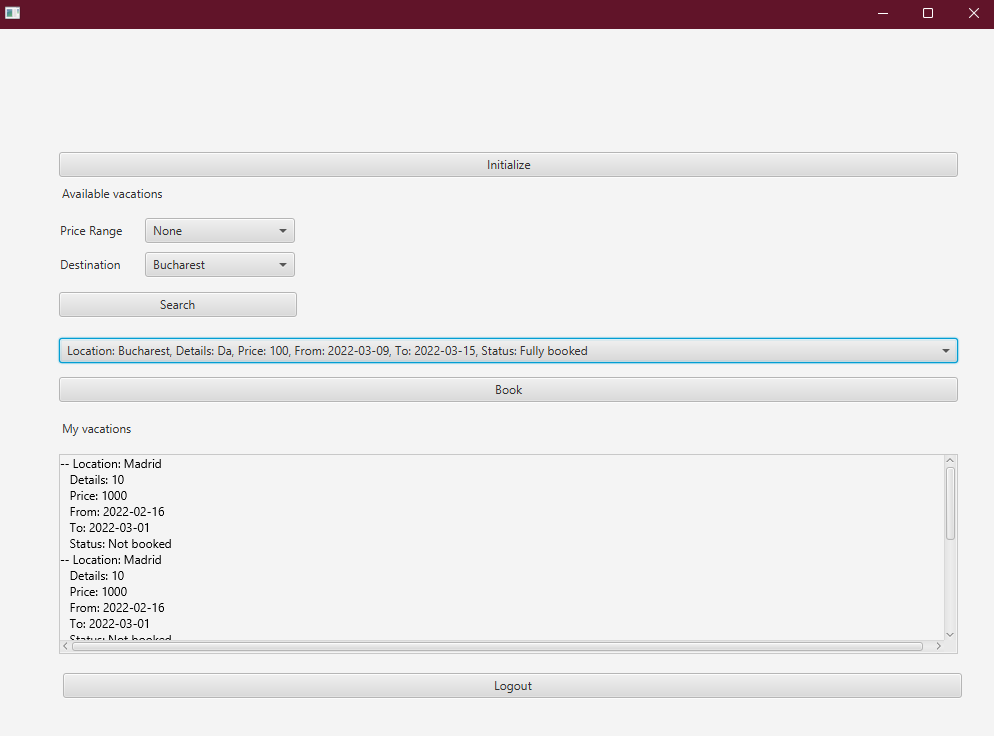 Initialize
Available vacations
Price Range None
Destination Bucharest
Search
Location: Bucharest, Details: Da, Price: 100, From: 2022-03-09, To: 2022-03-15, Status: Fully booked
Book
My vacations
-- Location: Madrid
Details: 10
Price: 1000
From: 2022-02-16
To: 2022-03-01
Status: Not booked
-- Location: Madrid
Details: 10
Price: 1000
From: 2022-02-16
To: 2022-03-01
Status: Not booked
Logout